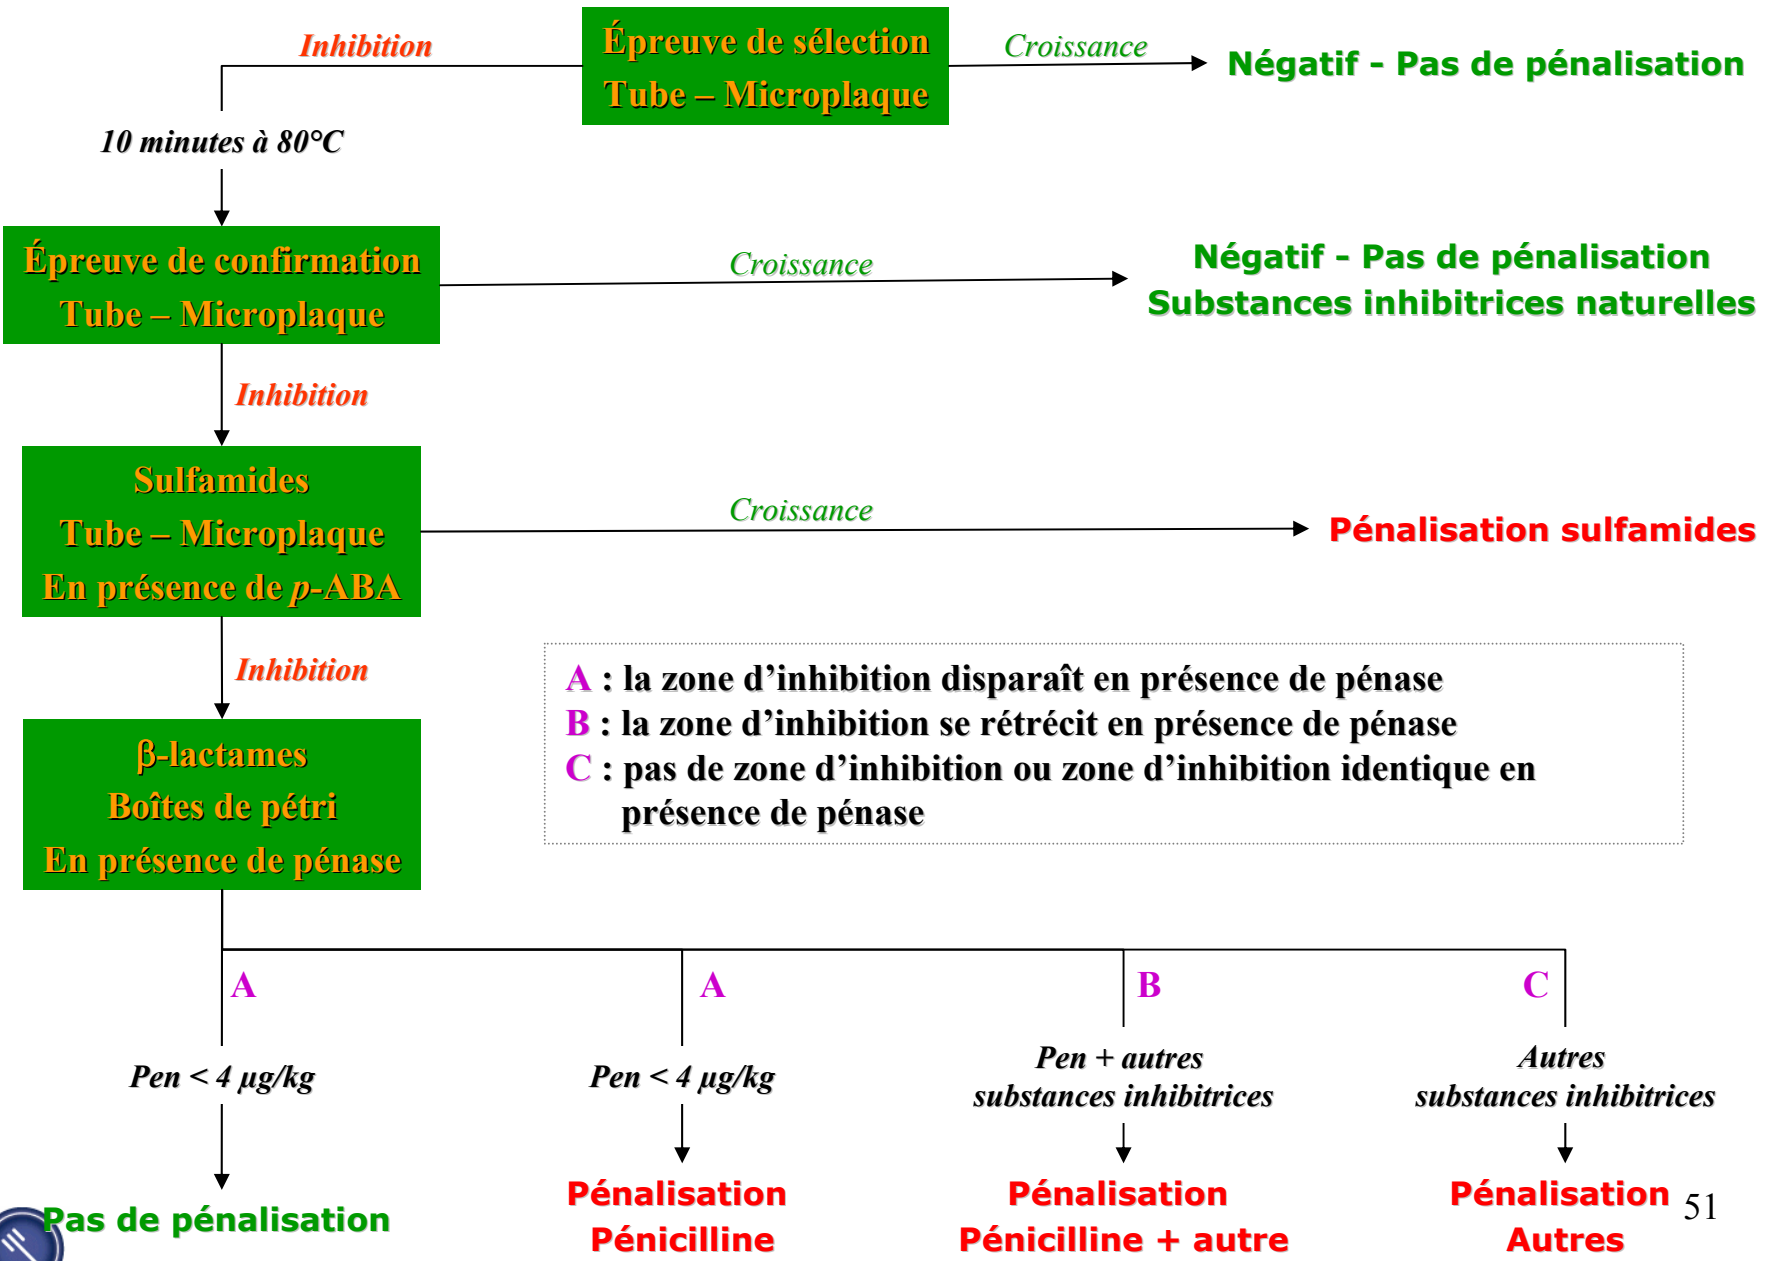 Inhibition
Épreuve de sélection
Tube – Microplaque
Croissance
Négatif - Pas de pénalisation
10 minutes à 80°C
Épreuve de confirmation
Tube – Microplaque
Croissance
Négatif - Pas de pénalisation
Substances inhibitrices naturelles
Inhibition
Sulfamides
Tube – Microplaque
En présence de p-ABA
Croissance
Pénalisation sulfamides
Inhibition
A : la zone d’inhibition disparaît en présence de pénase
B : la zone d’inhibition se rétrécit en présence de pénase
C : pas de zone d’inhibition ou zone d’inhibition identique en
présence de pénase
β-lactames
Boîtes de pétri
En présence de pénase
A
A
B
C
Pen < 4 µg/kg
Pen < 4 µg/kg
Pen + autres
substances inhibitrices
Autres
substances inhibitrices
Pas de pénalisation
Pénalisation
Pénicilline
Pénalisation
Pénicilline + autre
Pénalisation
Autres
51